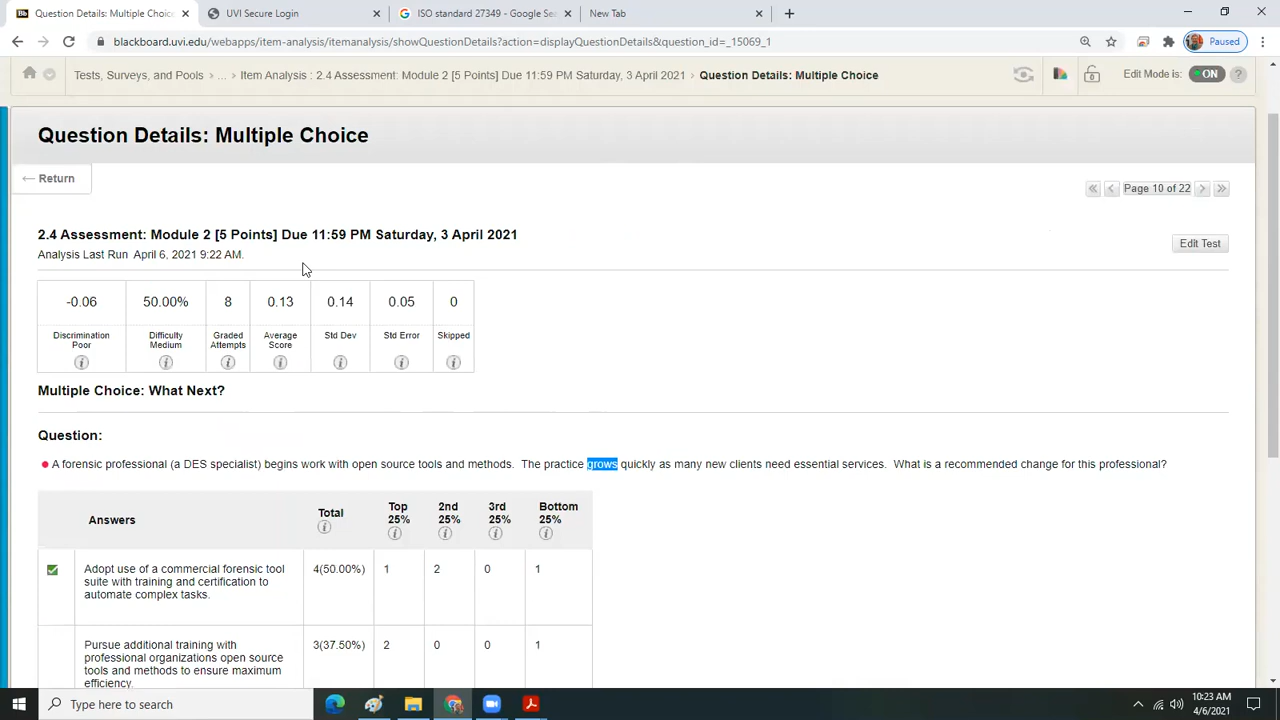 Question Details: Multiple Choic
UVI Secure Login
ISO standard 27349 - Google Sea
New Tab
blackboard.uvi.edu/webapps/item-analysis/itemanalysis/showQuestionDetails?action=displayQuestionDetails&question_id=_15069_1
Paused
Tests, Surveys, and Pools > ... > Item Analysis : 2.4 Assessment: Module 2 [5 Points] Due 11:59 PM Saturday, 3 April 2021 > Question Details: Multiple Choice
Edit Mode is: ON ?
Question Details: Multiple Choice
← Return
Page 10 of 22
2.4 Assessment: Module 2 [5 Points] Due 11:59 PM Saturday, 3 April 2021
Edit Test
Analysis Last Run April 6, 2021 9:22 AM.
-0.06 50.00% 8 0.13 0.14 0.05 0
Discrimination Difficulty Graded Average Std Dev Std Error Skipped
Poor Medium Attempts Score
Multiple Choice: What Next?
Question:
A forensic professional (a DES specialist) begins work with open source tools and methods. The practice grows quickly as many new clients need essential services. What is a recommended change for this professional?
Answers Total Top 25% 2nd 25% 3rd 25% Bottom 25%
Adopt use of a commercial forensic tool 4(50.00%) 1 2 0 1
suite with training and certification to
automate complex tasks.
Pursue additional training with 3(37.50%) 2 0 0 1
professional organizations open source
tools and methods to ensure maximum
efficiency.
Type here to search
10:23 AM
4/6/2021